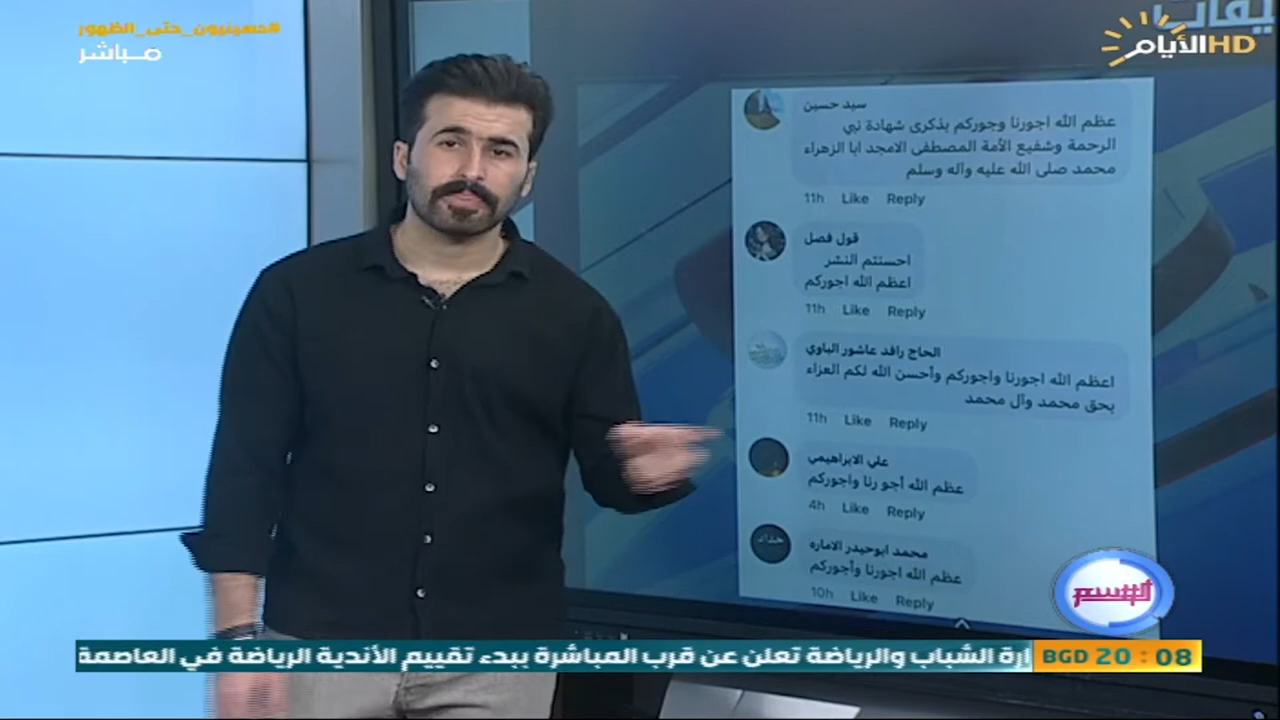 #حسينيون_حتى_الظهور
مباشر
الأيام HD
سيد حسين
عظم الله اجورنا وجوركم بذكرى شهادة نبي
الرحمة وشفيع الأمة المصطفى الامجد ابا الزهراء
محمد صلى الله عليه وآله وسلم
11h Like Reply
قول فصل
احسنتم النشر
اعظم الله اجوركم
11h Like Reply
الحاج رافد عاشور الباوي
اعظم الله اجورنا واجوركم وأحسن الله لكم العزاء
بحق محمد وآل محمد
11h Like Reply
علي الابراهيمي
عظم الله أجو رنا واجوركم
4h Like Reply
محمد ابوحيدر الاماره
عظم الله اجورنا وأجوركم
10h Like Reply
ارة الشباب والرياضة تعلن عن قرب المباشرة ببدء تقييم الأندية الرياضة في العاصمة
BGD 20:08